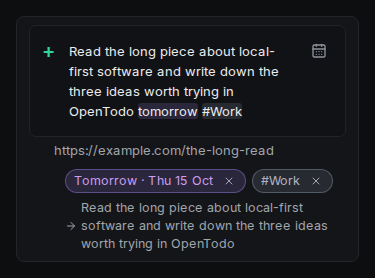 Read the long piece about local-
first software and write down the
three ideas worth trying in
OpenTodo tomorrow #Work
https://example.com/the-long-read
Tomorrow · Thu 15 Oct × #Work ×
Read the long piece about local-first
→ software and write down the three ideas
worth trying in OpenTodo